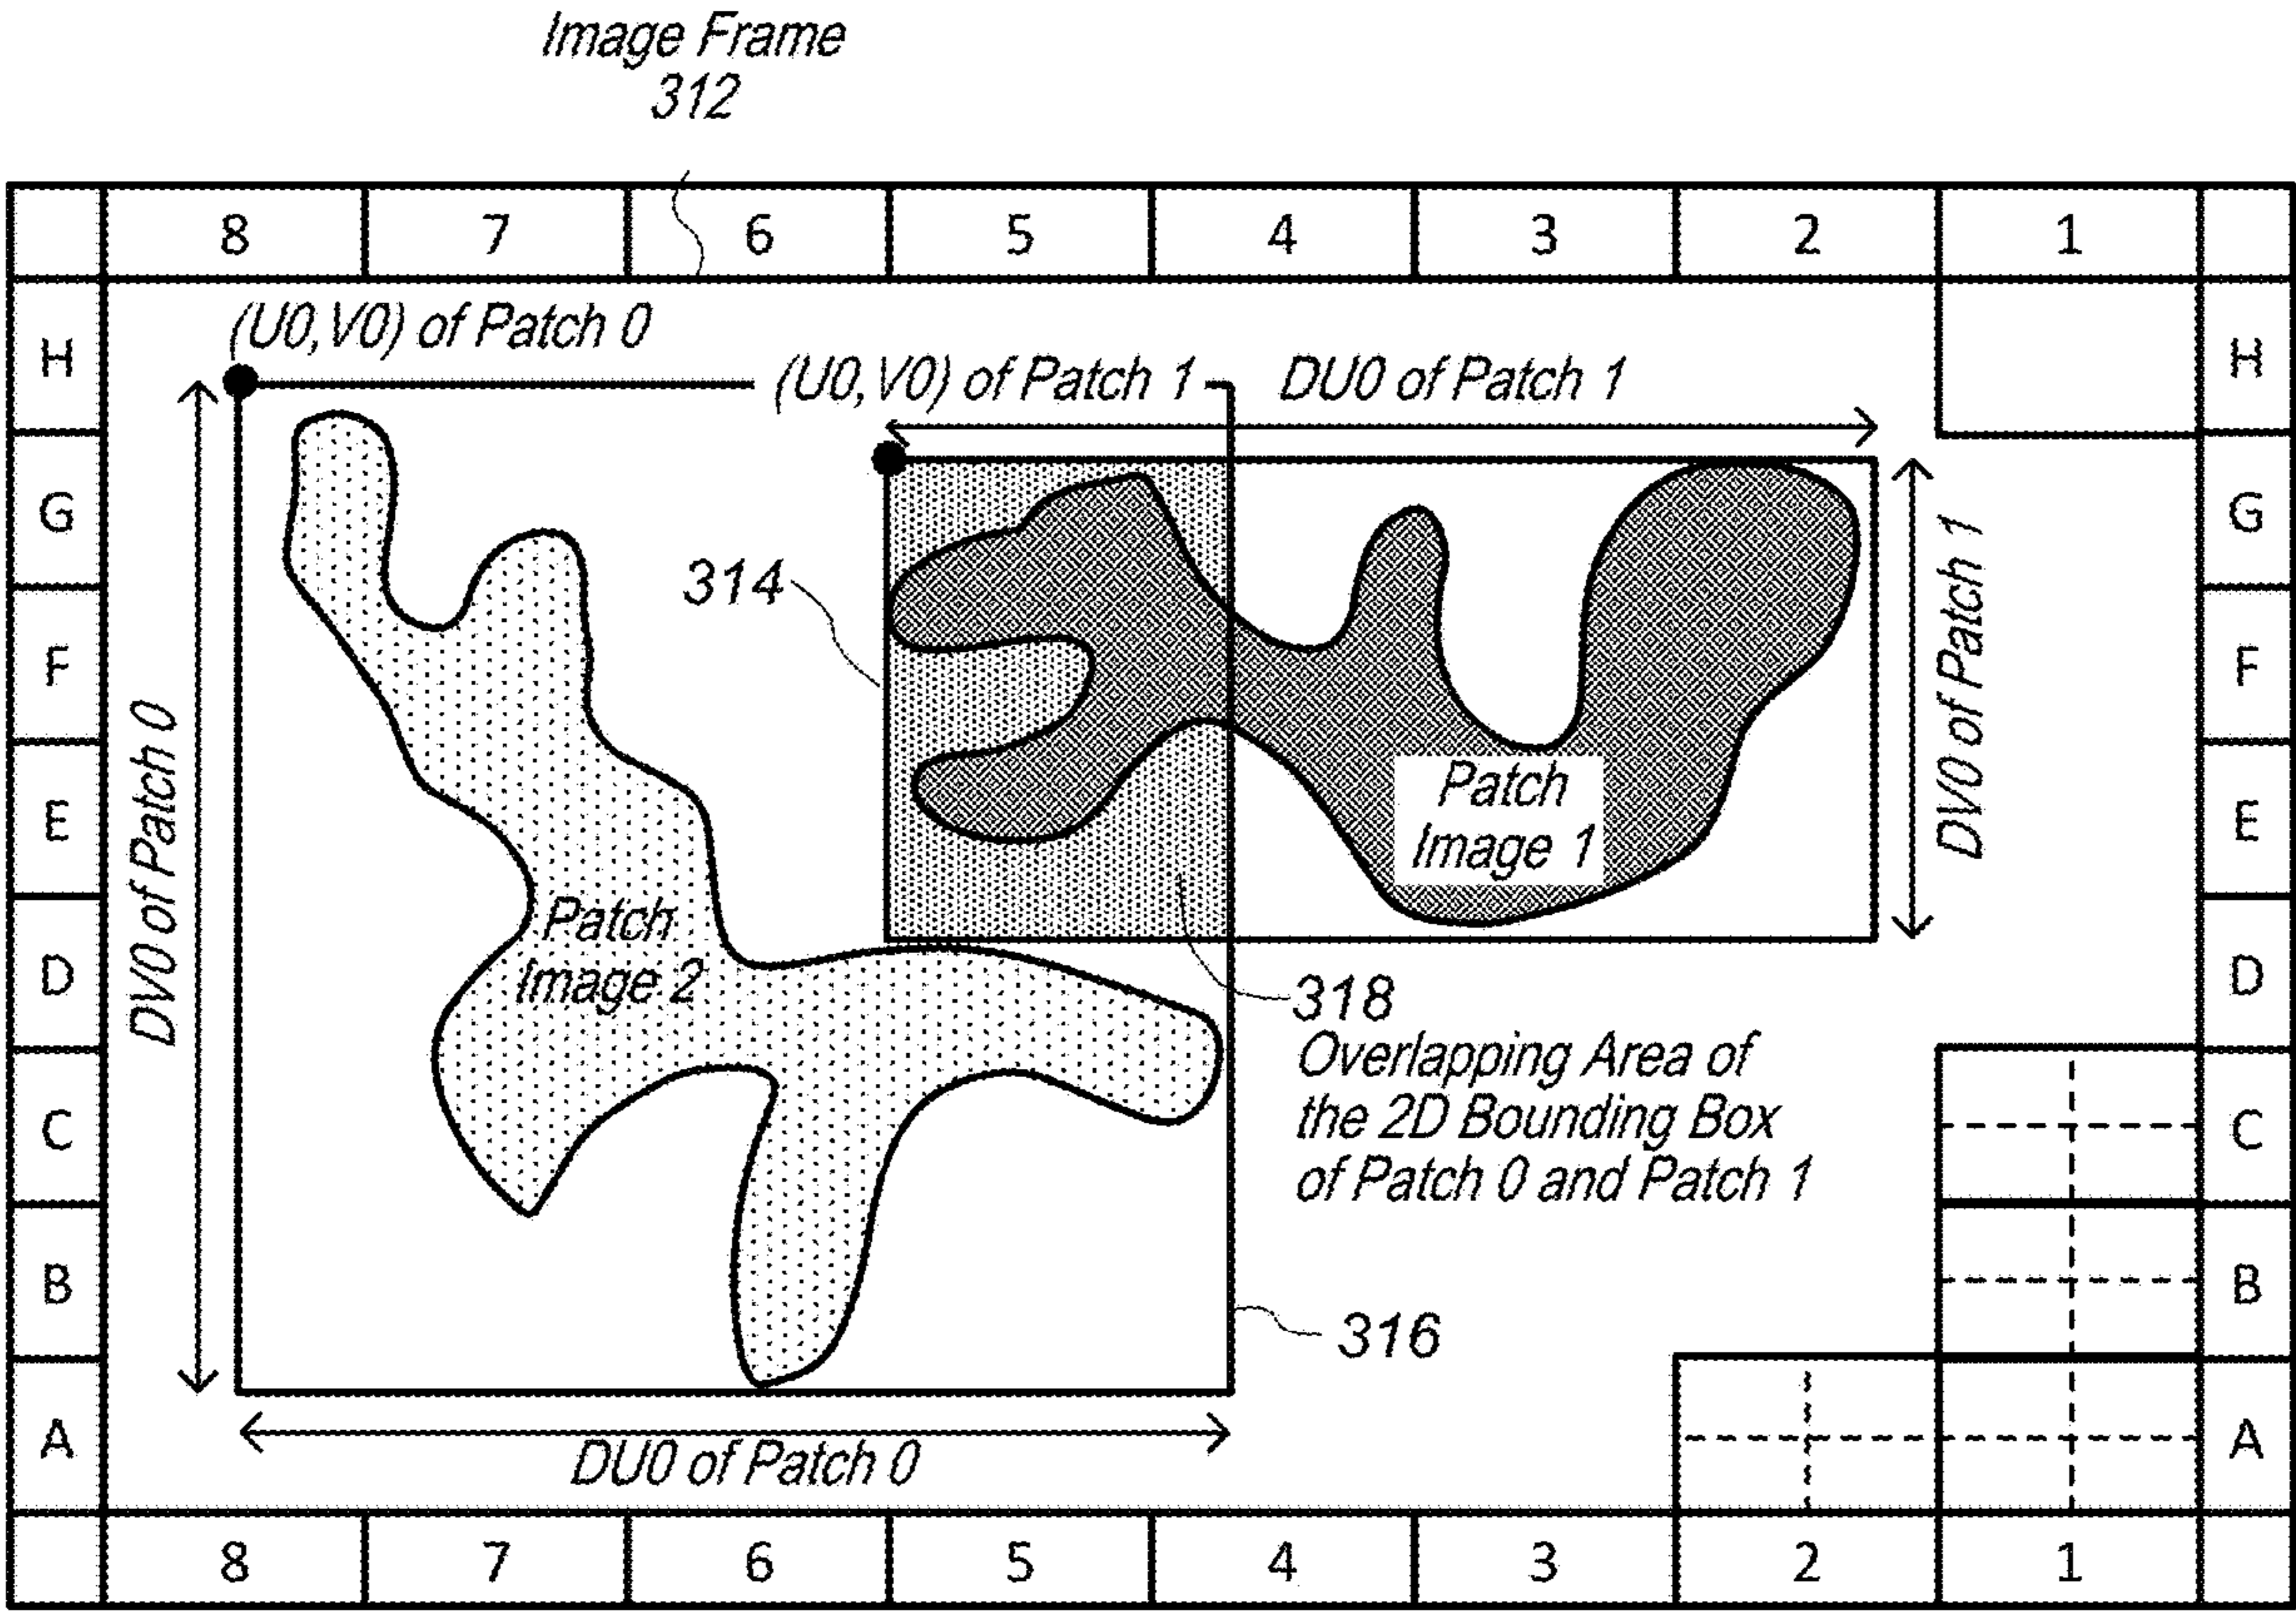 Image Frame
312
8 7 6 5 4 3 2 1
(U0,V0) of Patch 0
H H
(U0,V0) of Patch 1 DU0 of Patch 1
G G
314
DV0 of Patch 1
F F
DV0 of Patch 0
E E
Patch
Image 1
Patch
Image 2
D D
318
Overlapping Area of
the 2D Bounding Box
of Patch 0 and Patch 1
C C
B B
316
A A
DU0 of Patch 0
8 7 6 5 4 3 2 1